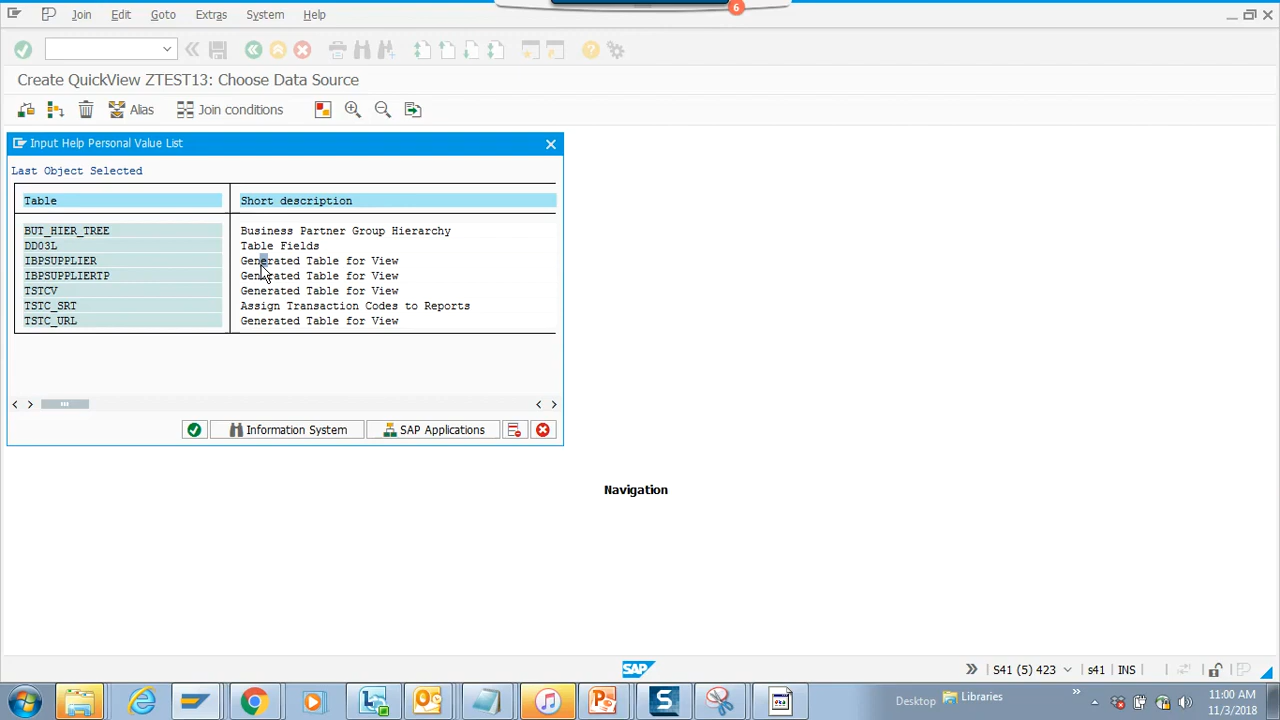 6
Join Edit Goto Extras System Help
Create QuickView ZTEST13: Choose Data Source
Alias Join conditions
Input Help Personal Value List
Last Object Selected
Table Short description
BUT_HIER_TREE Business Partner Group Hierarchy
DD03L Table Fields
IBPSUPPLIER Generated Table for View
IBPSUPPLIERTP Generated Table for View
TSTCV Generated Table for View
TSTC_SRT Assign Transaction Codes to Reports
TSTC_URL Generated Table for View
Information System SAP Applications
Navigation
SAP
S41 (5) 423 s41 INS
Desktop Libraries 11:00 AM
11/3/2018